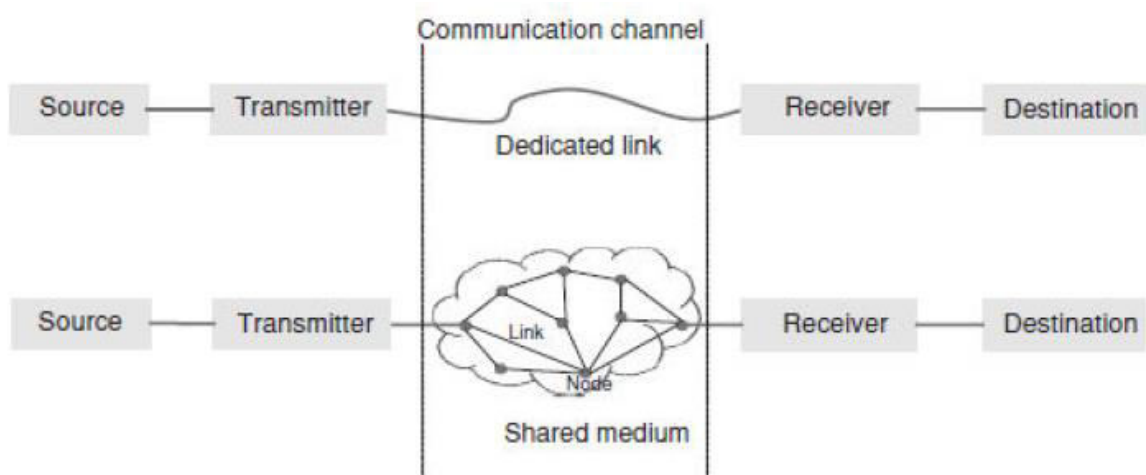 Communication channel
Source Transmitter Receiver Destination
Dedicated link
Source Transmitter Link Receiver Destination
Node
Shared medium